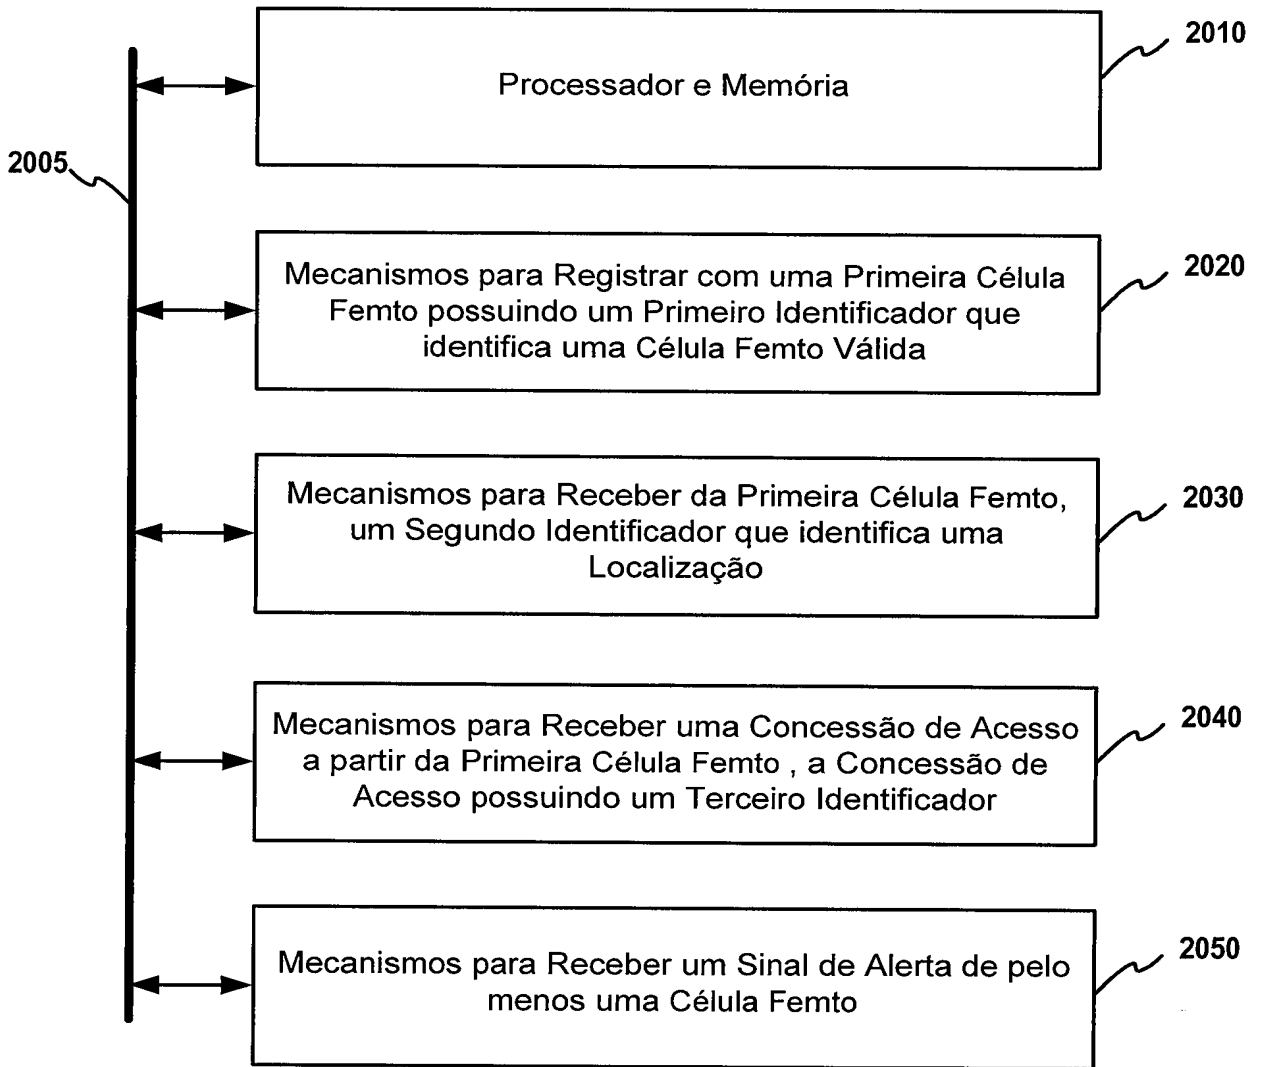 2010
Processador e Memória
2005
Mecanismos para Registrar com uma Primeira Célula
Femto possuindo um Primeiro Identificador que
identifica uma Célula Femto Válida
2020
Mecanismos para Receber da Primeira Célula Femto,
um Segundo Identificador que identifica uma
Localização
2030
Mecanismos para Receber uma Concessão de Acesso
a partir da Primeira Célula Femto , a Concessão de
Acesso possuindo um Terceiro Identificador
2040
Mecanismos para Receber um Sinal de Alerta de pelo
menos uma Célula Femto
2050